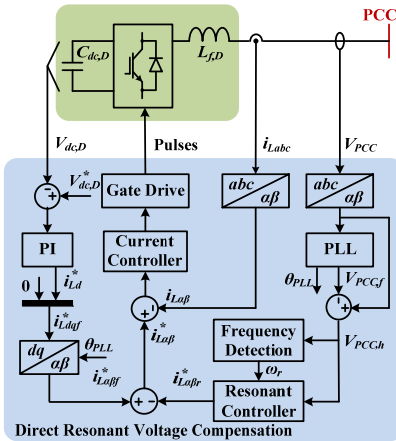 PCC
C_dc,D
L_f,D
V_dc,D
Pulses
i_Labc
V_PCC
V*_dc,D
Gate Drive
abc
αβ
abc
αβ
PI
Current
Controller
PLL
0
i*_Ld
i_Lαβ
θ_PLL
V_PCC,f
i*_Ldqf
i*_Lαβ
Frequency
Detection
V_PCC,h
dq
αβ
θ_PLL
ω_r
i*_Lαβf
i*_Lαβr
Resonant
Controller
Direct Resonant Voltage Compensation